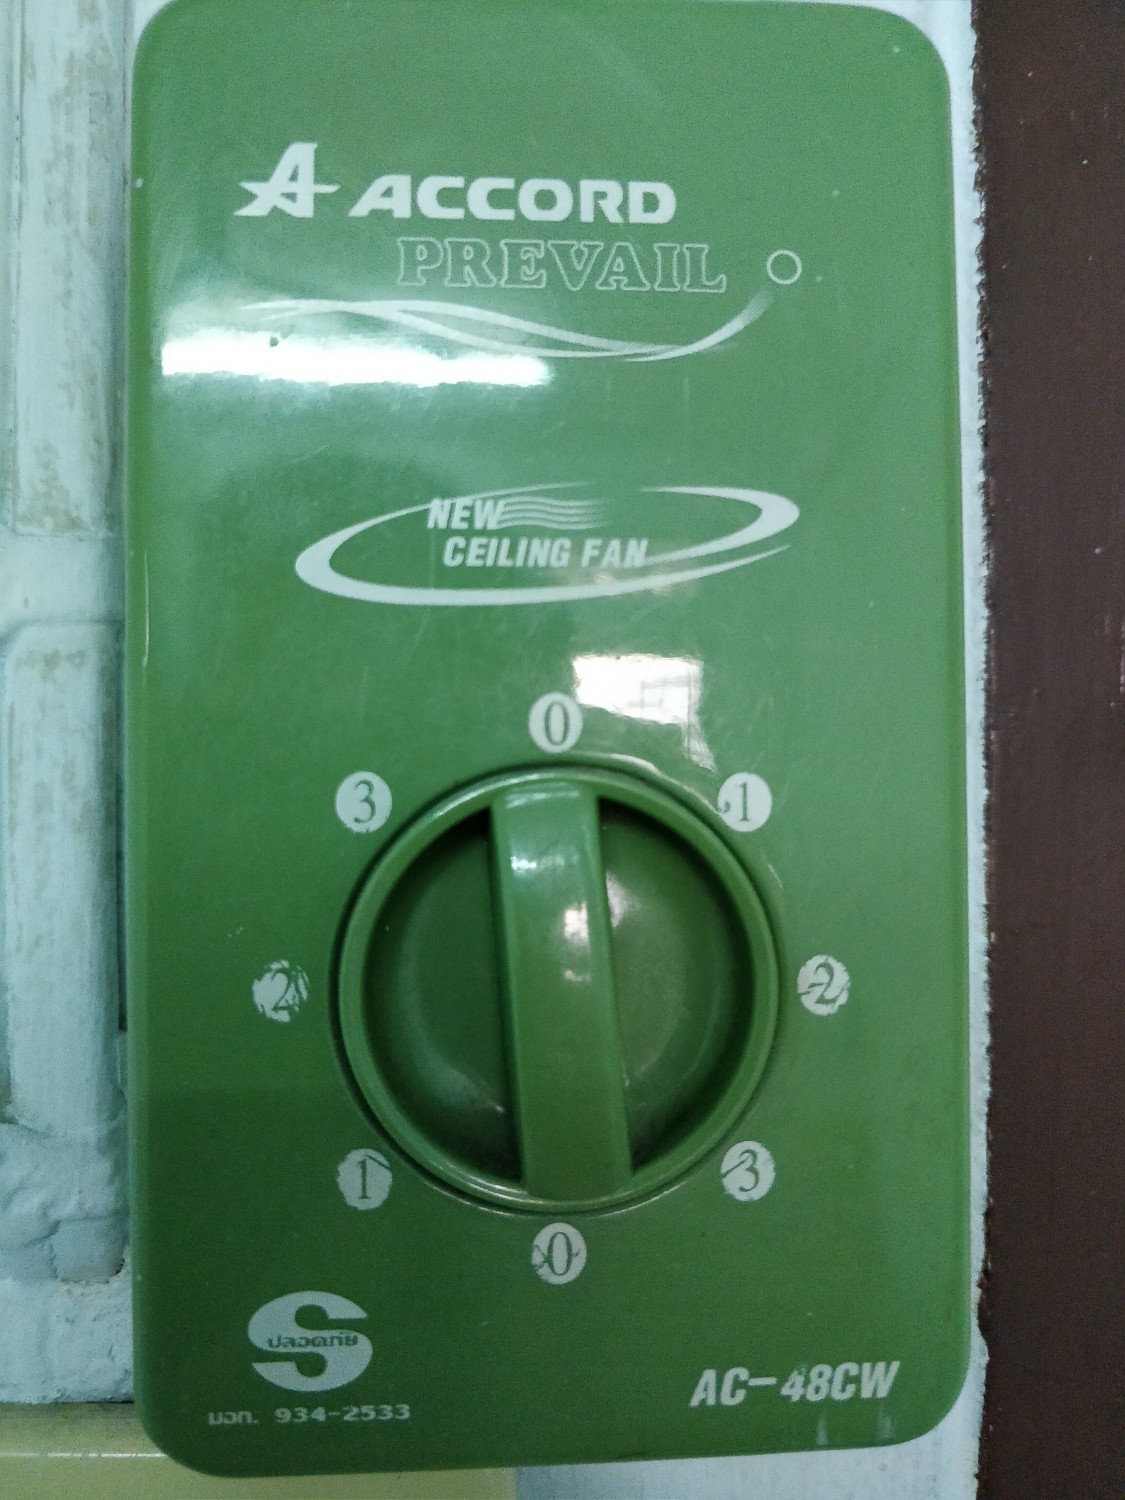 A ACCORD
PREVAIL
NEW
CEILING FAN
0
3 1
2 2
1 3
0
S
ปลอดภัย
มอก. 934-2533
AC-48CW